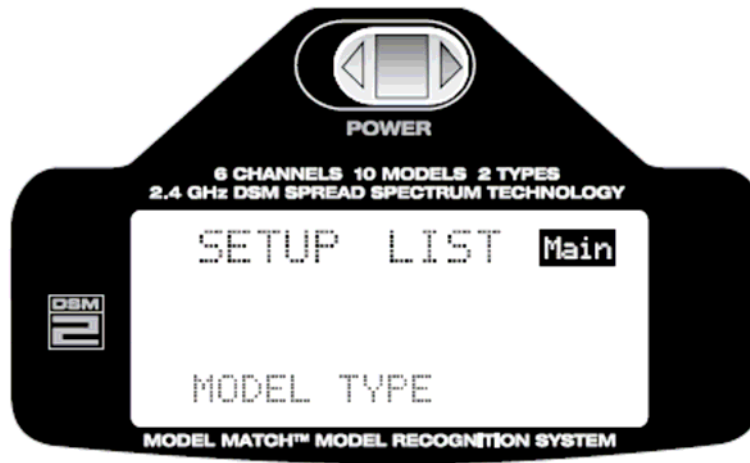 POWER
6 CHANNELS 10 MODELS 2 TYPES
2.4 GHz DSM SPREAD SPECTRUM TECHNOLOGY
SETUP LIST Main
DSM
2
MODEL TYPE
MODEL MATCH™ MODEL RECOGNITION SYSTEM